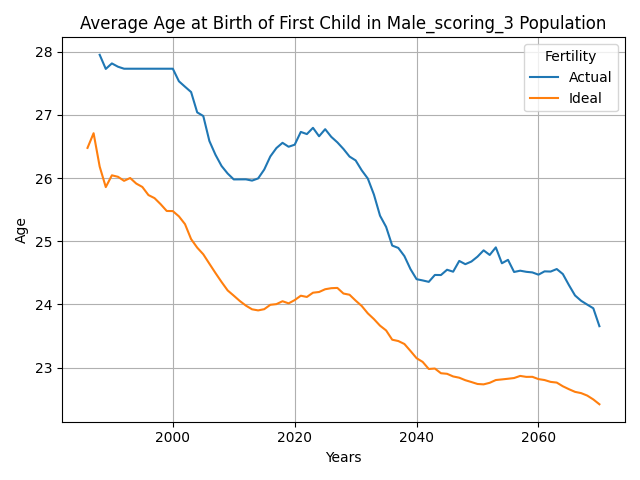 Average Age at Birth of First Child in Male_scoring_3 Population
Fertility
Actual
Ideal
28
27
26
25
24
23
Age
2000
2020
2040
2060
Years